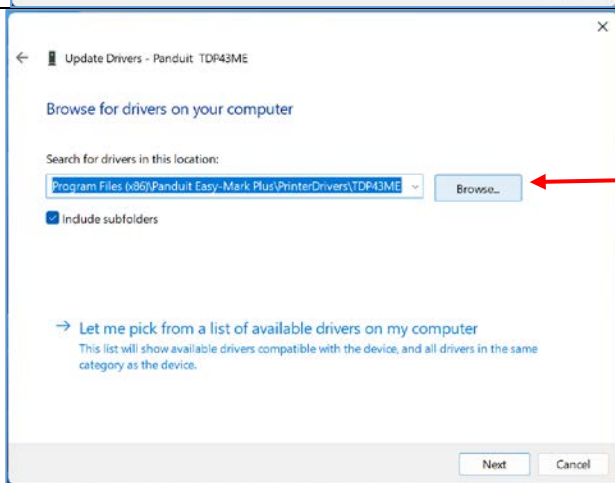 Update Drivers - Panduit TDP43ME
Browse for drivers on your computer
Search for drivers in this location:
Program Files (x86)\Panduit Easy-Mark Plus\PrinterDrivers\TDP43ME
Browse...
Include subfolders
Let me pick from a list of available drivers on my computer
This list will show available drivers compatible with the device, and all drivers in the same
category as the device.
Next Cancel